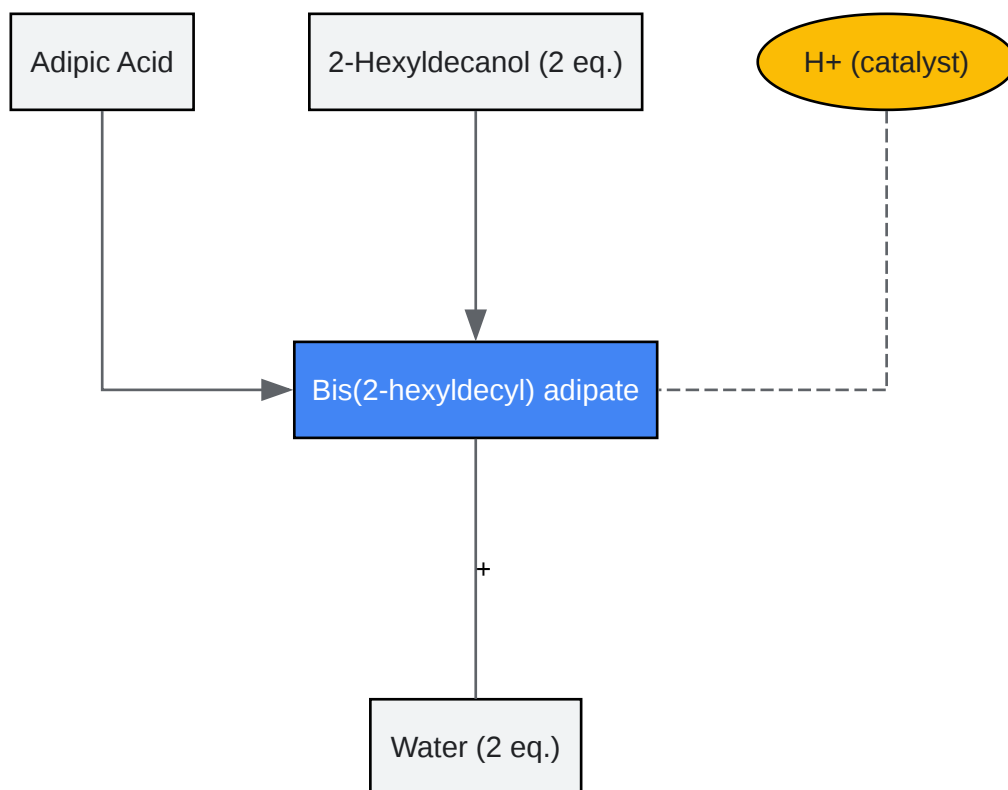 Adipic Acid
2-Hexyldecanol (2 eq.)
H+ (catalyst)
Bis(2-hexyldecyl) adipate
+
Water (2 eq.)